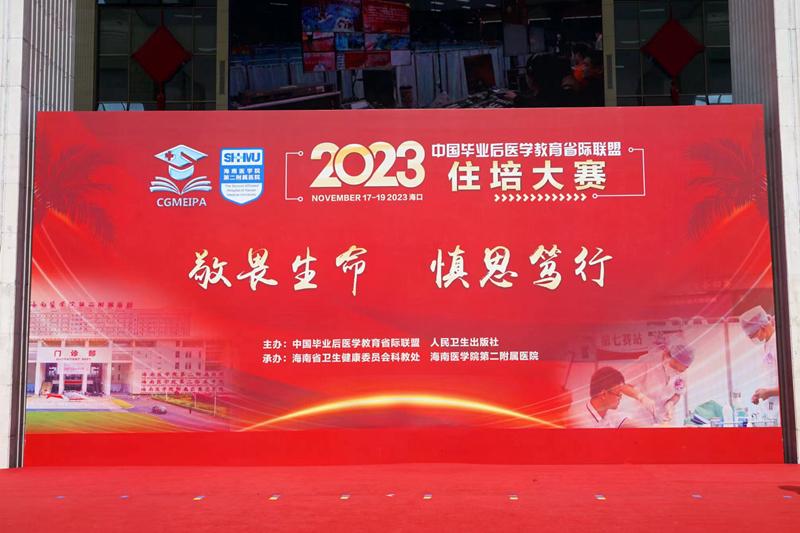 CGMEIPA
SHMU
海南医学院
第二附属医院
2023
中国毕业后医学教育省际联盟
住培大赛
NOVEMBER 17-19 2023 海口
敬畏生命 慎思笃行
主办：中国毕业后医学教育省际联盟 人民卫生出版社
承办：海南省卫生健康委员会科教处 海南医学院第二附属医院
门诊部
第七赛站